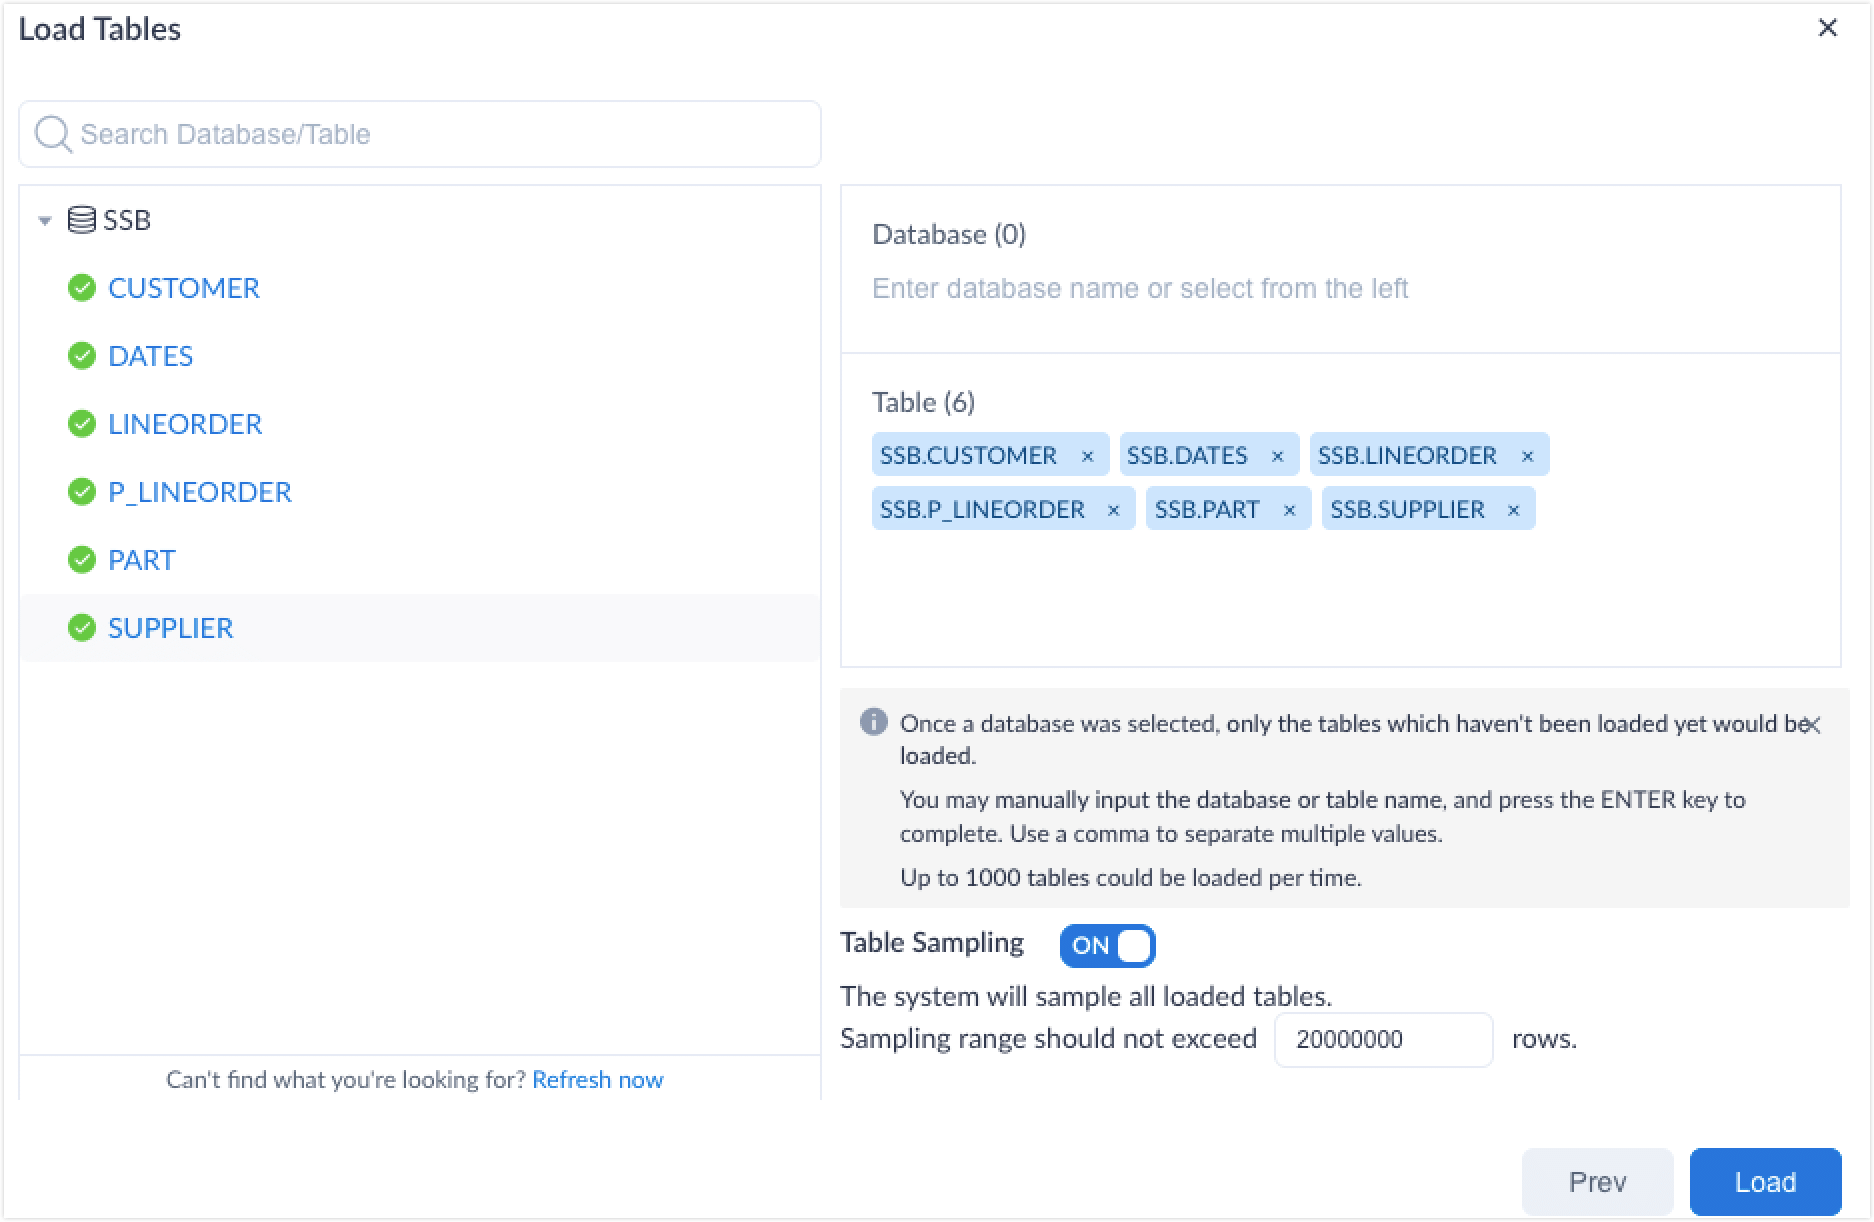 Load Tables
Search Database/Table
SSB
CUSTOMER
DATES
LINEORDER
P_LINEORDER
PART
SUPPLIER
Can't find what you're looking for? Refresh now
Database (0)
Enter database name or select from the left
Table (6)
SSB.CUSTOMER × SSB.DATES × SSB.LINEORDER ×
SSB.P_LINEORDER × SSB.PART × SSB.SUPPLIER ×
Once a database was selected, only the tables which haven't been loaded yet would be
loaded.
You may manually input the database or table name, and press the ENTER key to
complete. Use a comma to separate multiple values.
Up to 1000 tables could be loaded per time.
Table Sampling ON
The system will sample all loaded tables.
Sampling range should not exceed 20000000 rows.
Prev Load